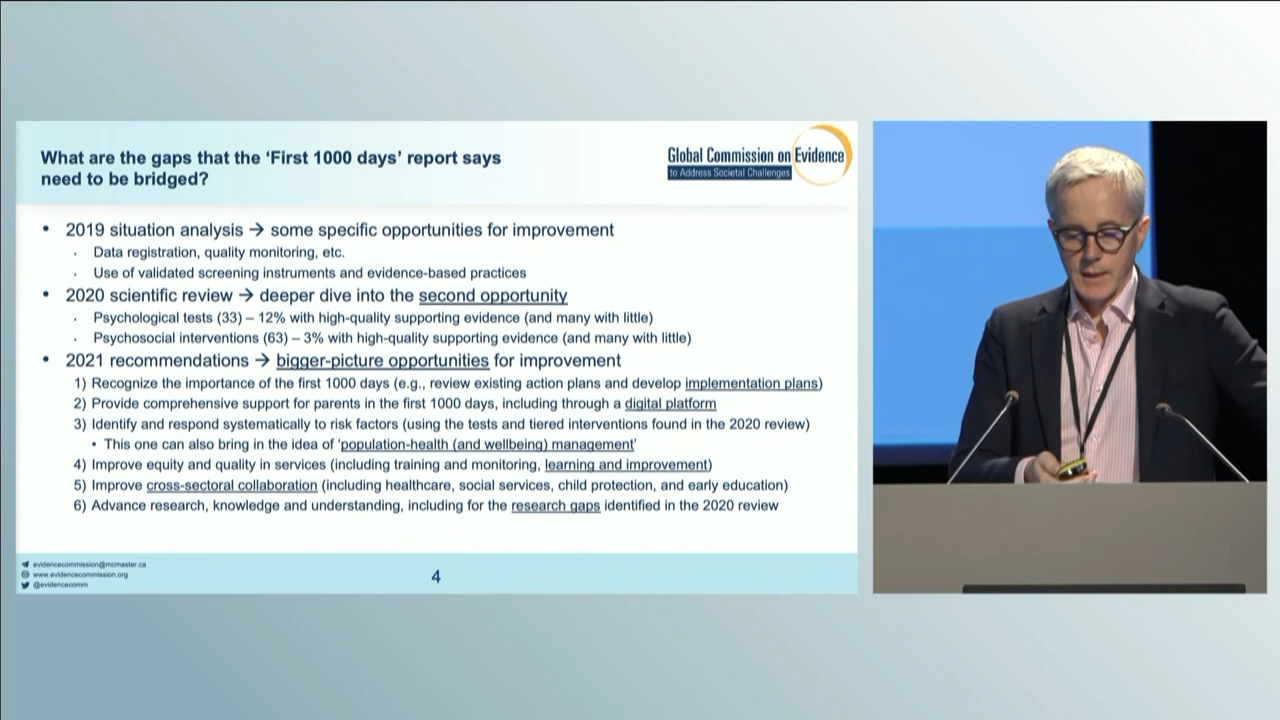 What are the gaps that the ‘First 1000 days’ report says
need to be bridged?
Global Commission on Evidence
to Address Societal Challenges
• 2019 situation analysis → some specific opportunities for improvement
· Data registration, quality monitoring, etc.
· Use of validated screening instruments and evidence-based practices
• 2020 scientific review → deeper dive into the second opportunity
· Psychological tests (33) – 12% with high-quality supporting evidence (and many with little)
· Psychosocial interventions (63) – 3% with high-quality supporting evidence (and many with little)
• 2021 recommendations → bigger-picture opportunities for improvement
1) Recognize the importance of the first 1000 days (e.g., review existing action plans and develop implementation plans)
2) Provide comprehensive support for parents in the first 1000 days, including through a digital platform
3) Identify and respond systematically to risk factors (using the tests and tiered interventions found in the 2020 review)
• This one can also bring in the idea of ‘population-health (and wellbeing) management’
4) Improve equity and quality in services (including training and monitoring, learning and improvement)
5) Improve cross-sectoral collaboration (including healthcare, social services, child protection, and early education)
6) Advance research, knowledge and understanding, including for the research gaps identified in the 2020 review
evidencecommission@mcmaster.ca
www.evidencecommission.org
@evidencecomm
4